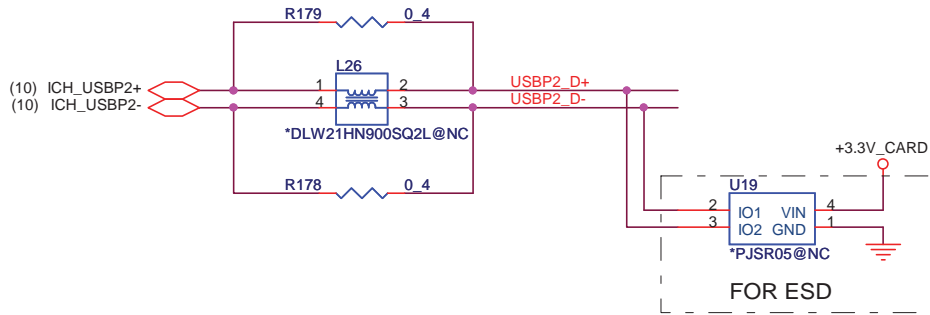 R179 0_4
L26
(10) ICH_USBP2+ 1 2 USBP2_D+
(10) ICH_USBP2- 4 3 USBP2_D-
*DLW21HN900SQ2L@NC
+3.3V_CARD
R178 0_4
U19
2 IO1 VIN 4
3 IO2 GND 1
*PJSR05@NC
FOR ESD